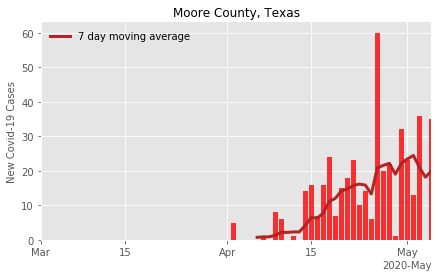 Moore County, Texas
7 day moving average
New Covid-19 Cases
60
50
40
30
20
10
0
Mar
15
Apr
15
May
2020-May